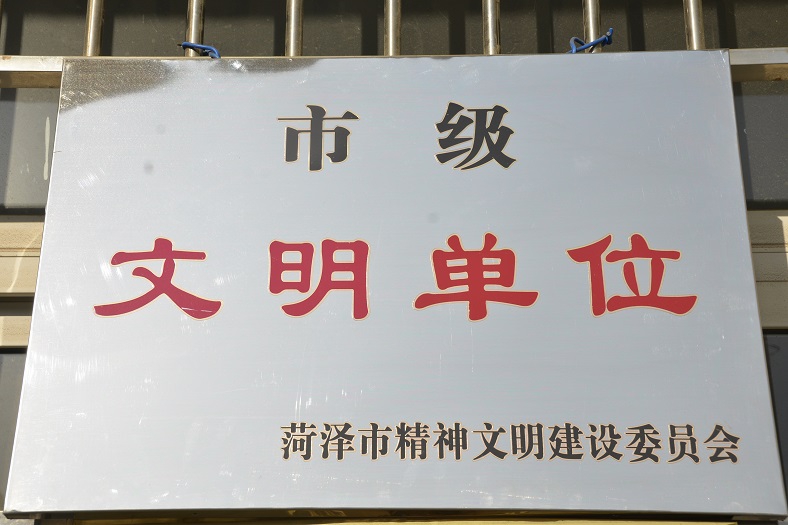 市级
文明单位
菏泽市精神文明建设委员会